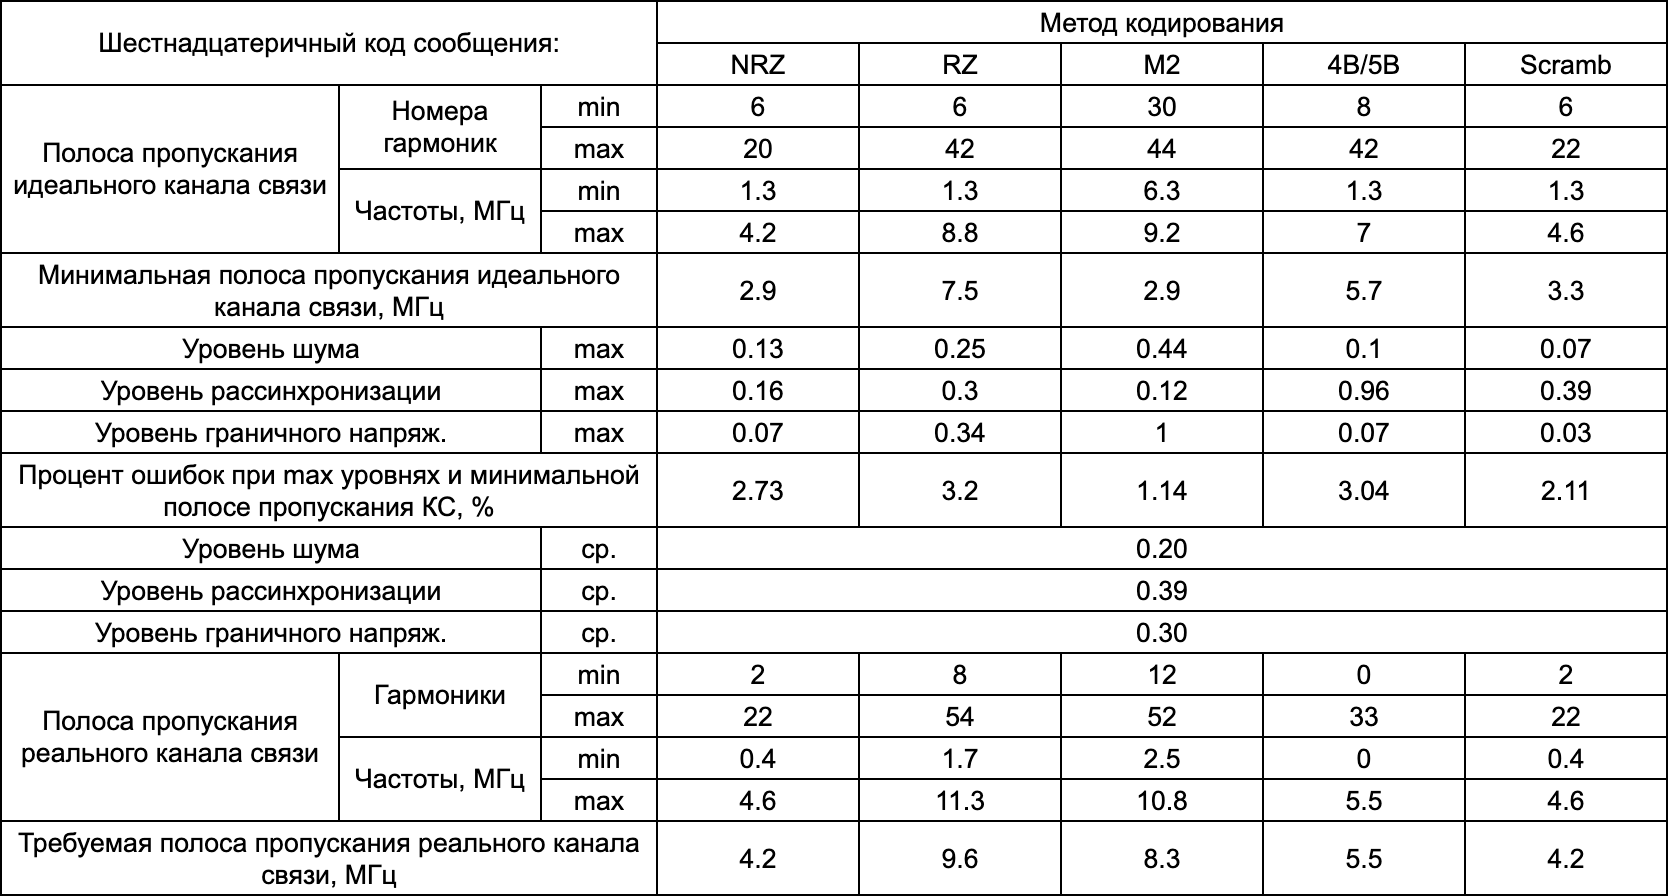 Шестнадцатеричный код сообщения:
Метод кодирования
NRZ RZ M2 4B/5B Scramb
Полоса пропускания
идеального канала связи
Номера
гармоник
min 6 6 30 8 6
max 20 42 44 42 22
Частоты, МГц
min 1.3 1.3 6.3 1.3 1.3
max 4.2 8.8 9.2 7 4.6
Минимальная полоса пропускания идеального
канала связи, МГц
2.9 7.5 2.9 5.7 3.3
Уровень шума max 0.13 0.25 0.44 0.1 0.07
Уровень рассинхронизации max 0.16 0.3 0.12 0.96 0.39
Уровень граничного напряж. max 0.07 0.34 1 0.07 0.03
Процент ошибок при max уровнях и минимальной
полосе пропускания КС, %
2.73 3.2 1.14 3.04 2.11
Уровень шума ср. 0.20
Уровень рассинхронизации ср. 0.39
Уровень граничного напряж. ср. 0.30
Полоса пропускания
реального канала связи
Гармоники
min 2 8 12 0 2
max 22 54 52 33 22
Частоты, МГц
min 0.4 1.7 2.5 0 0.4
max 4.6 11.3 10.8 5.5 4.6
Требуемая полоса пропускания реального канала
связи, МГц
4.2 9.6 8.3 5.5 4.2